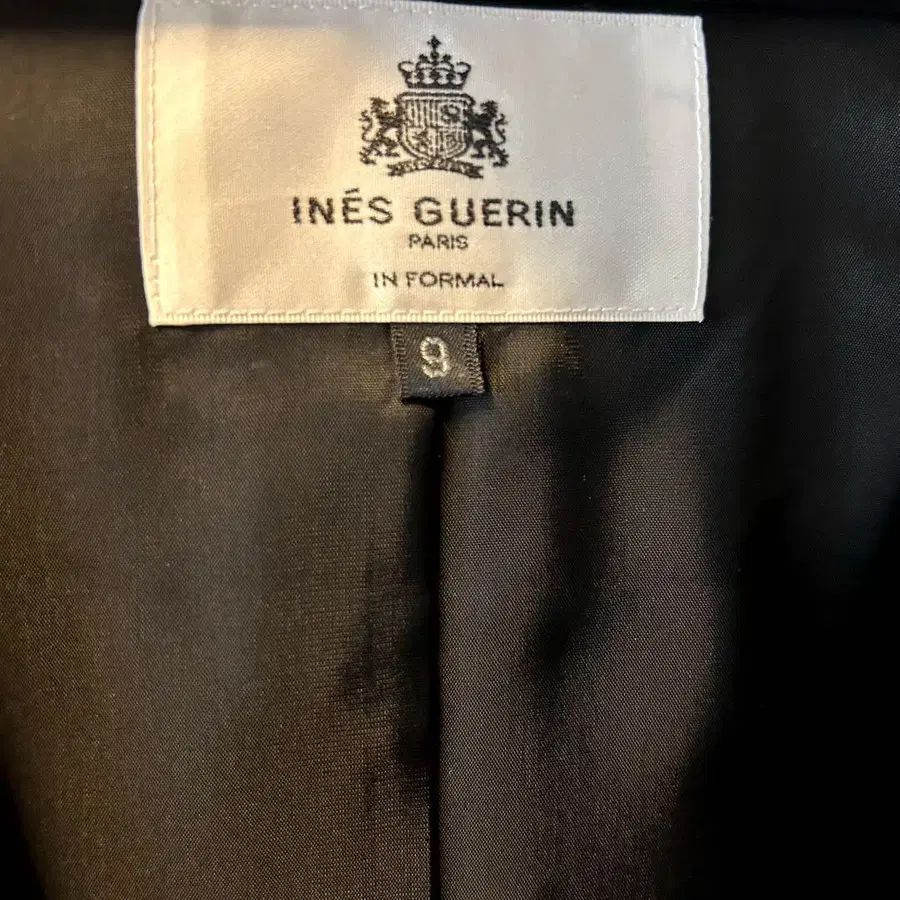 INÉS GUERIN
PARIS
IN FORMAL
9